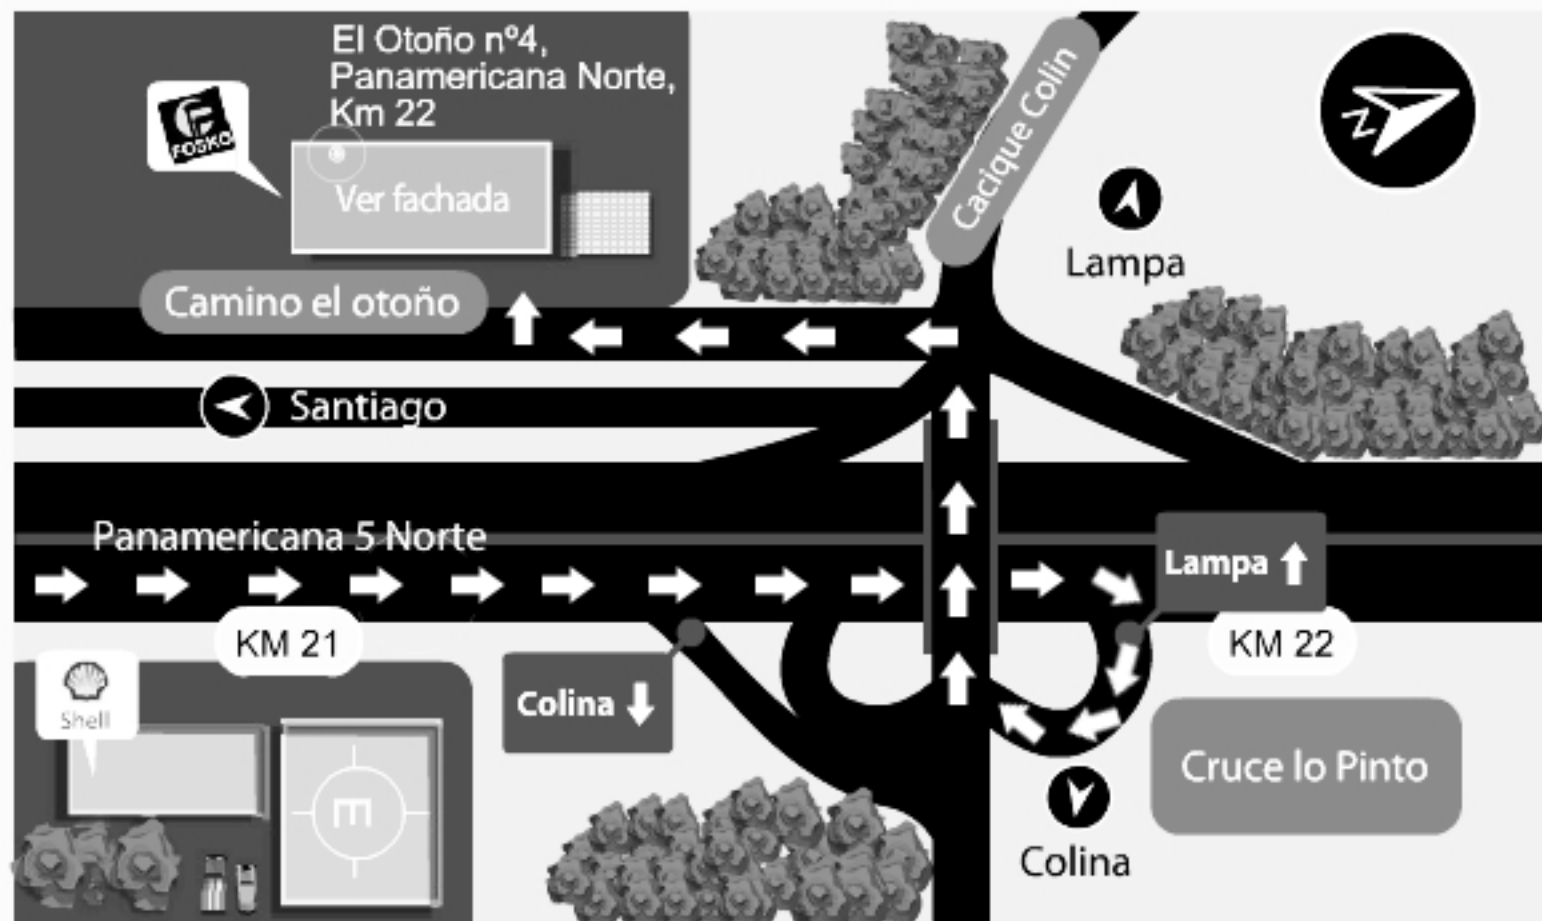 El Otoño nº4,
Panamericana Norte,
Km 22
FOSKO
Ver fachada
Cacique Colin
Z
Lampa
Camino el otoño
Santiago
Panamericana 5 Norte
Lampa
KM 21
KM 22
Shell
Colina
Cruce lo Pinto
E
Colina